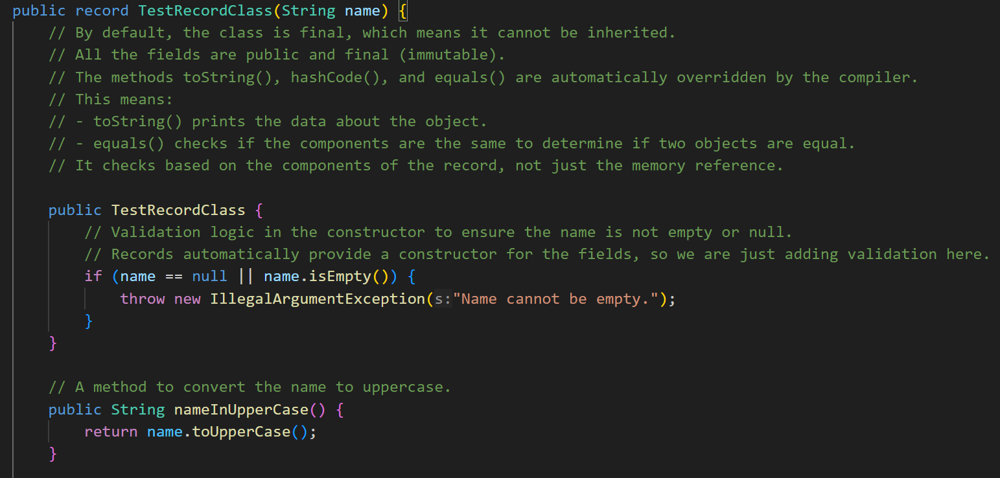 public record TestRecordClass(String name) {
// By default, the class is final, which means it cannot be inherited.
// All the fields are public and final (immutable).
// The methods toString(), hashCode(), and equals() are automatically overridden by the compiler.
// This means:
// - toString() prints the data about the object.
// - equals() checks if the components are the same to determine if two objects are equal.
// It checks based on the components of the record, not just the memory reference.
public TestRecordClass {
// Validation logic in the constructor to ensure the name is not empty or null.
// Records automatically provide a constructor for the fields, so we are just adding validation here.
if (name == null || name.isEmpty()) {
throw new IllegalArgumentException(s:"Name cannot be empty.");
}
}
// A method to convert the name to uppercase.
public String nameInUpperCase() {
return name.toUpperCase();
}